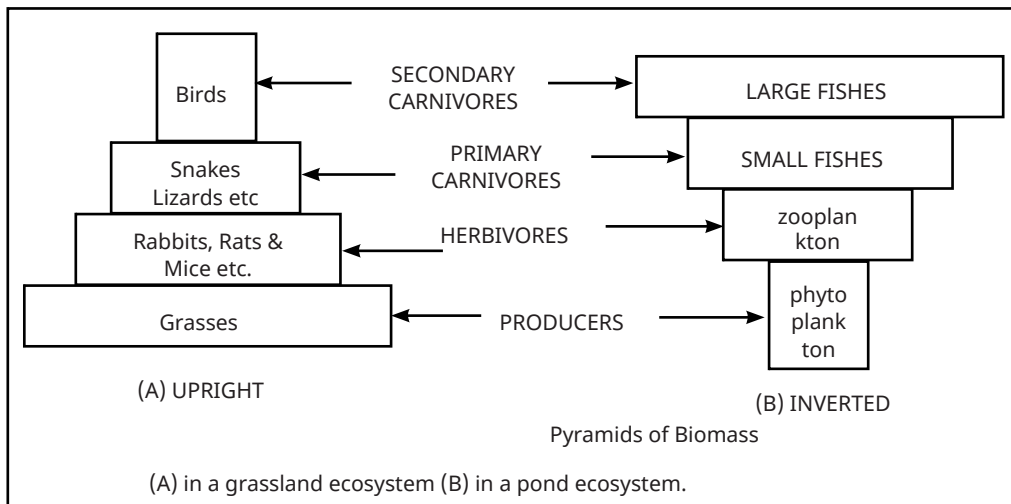 Birds
SECONDARY
CARNIVORES
LARGE FISHES
Snakes
Lizards etc
PRIMARY
CARNIVORES
SMALL FISHES
Rabbits, Rats &
Mice etc.
HERBIVORES
zooplan
kton
Grasses
PRODUCERS
phyto
plank
ton
(A) UPRIGHT
(B) INVERTED
Pyramids of Biomass
(A) in a grassland ecosystem (B) in a pond ecosystem.